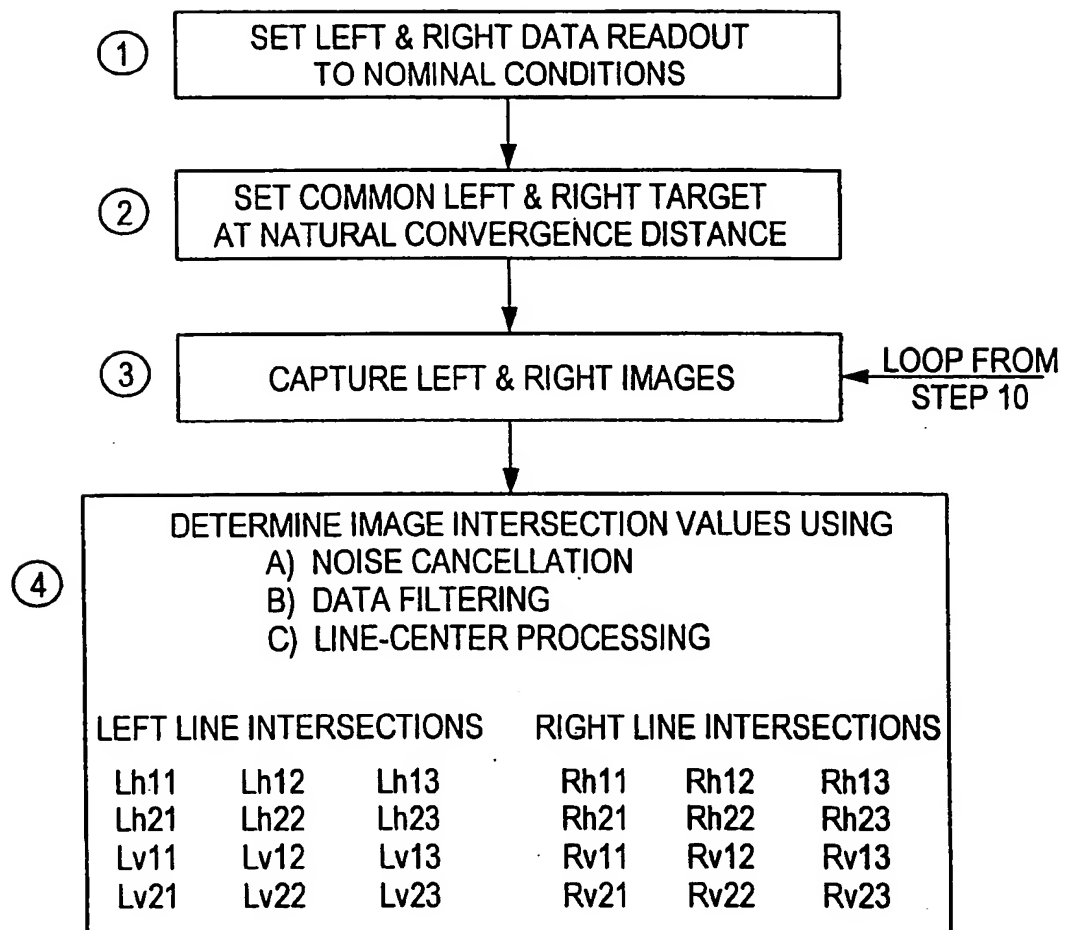 1
SET LEFT & RIGHT DATA READOUT
TO NOMINAL CONDITIONS
2
SET COMMON LEFT & RIGHT TARGET
AT NATURAL CONVERGENCE DISTANCE
3
CAPTURE LEFT & RIGHT IMAGES
LOOP FROM
STEP 10
4
DETERMINE IMAGE INTERSECTION VALUES USING
A) NOISE CANCELLATION
B) DATA FILTERING
C) LINE-CENTER PROCESSING
LEFT LINE INTERSECTIONS RIGHT LINE INTERSECTIONS
Lh11 Lh12 Lh13 Rh11 Rh12 Rh13
Lh21 Lh22 Lh23 Rh21 Rh22 Rh23
Lv11 Lv12 Lv13 Rv11 Rv12 Rv13
Lv21 Lv22 Lv23 Rv21 Rv22 Rv23